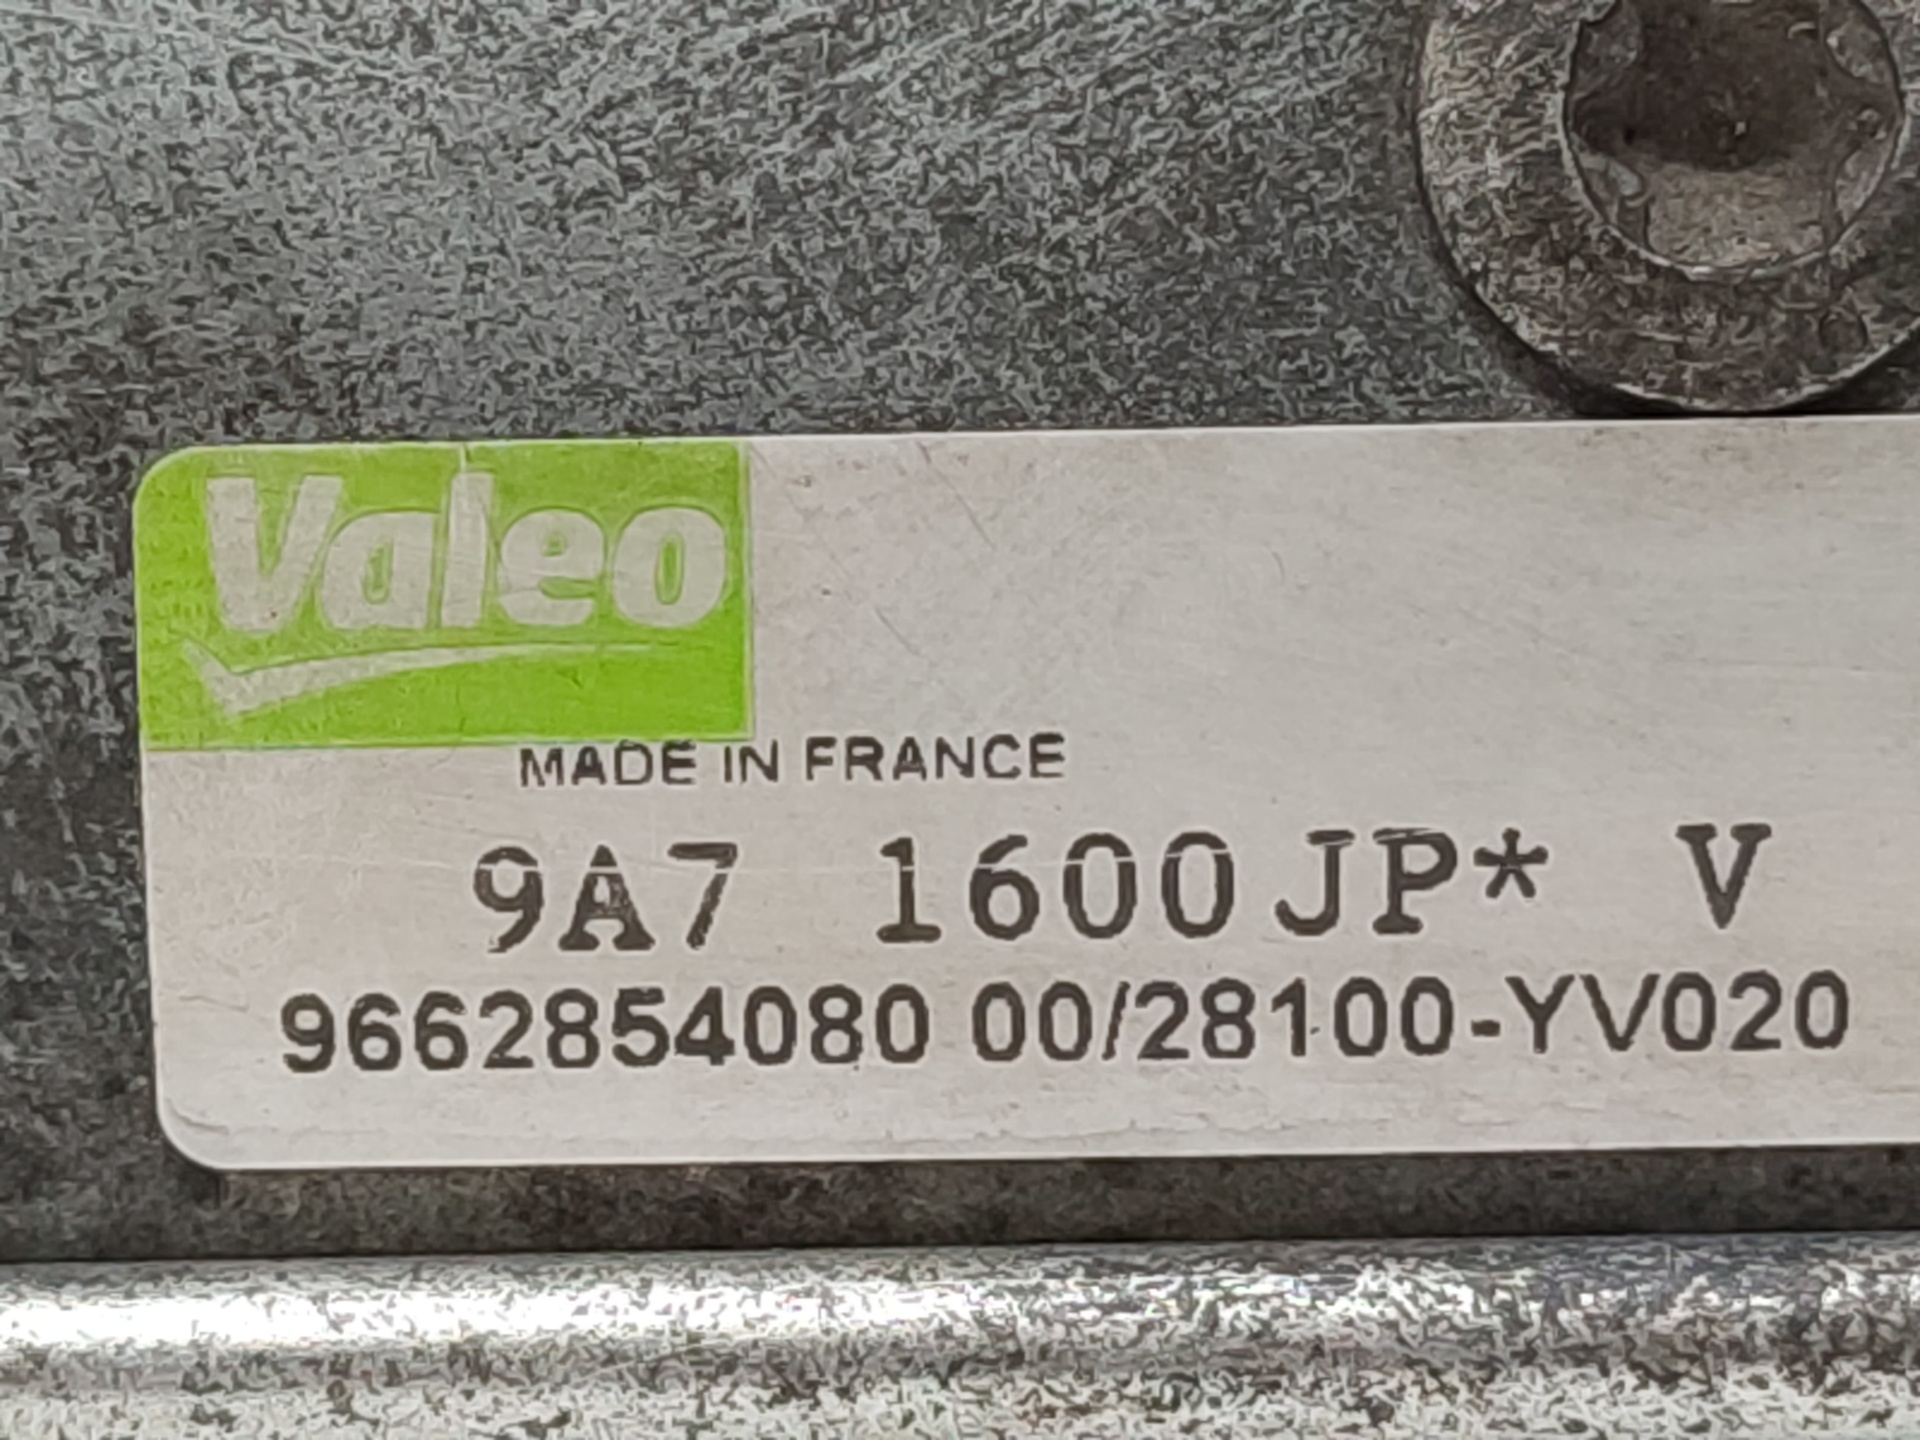 Valeo
MADE IN FRANCE
9A7 1600JP* V
9662854080 00/28100-YV020